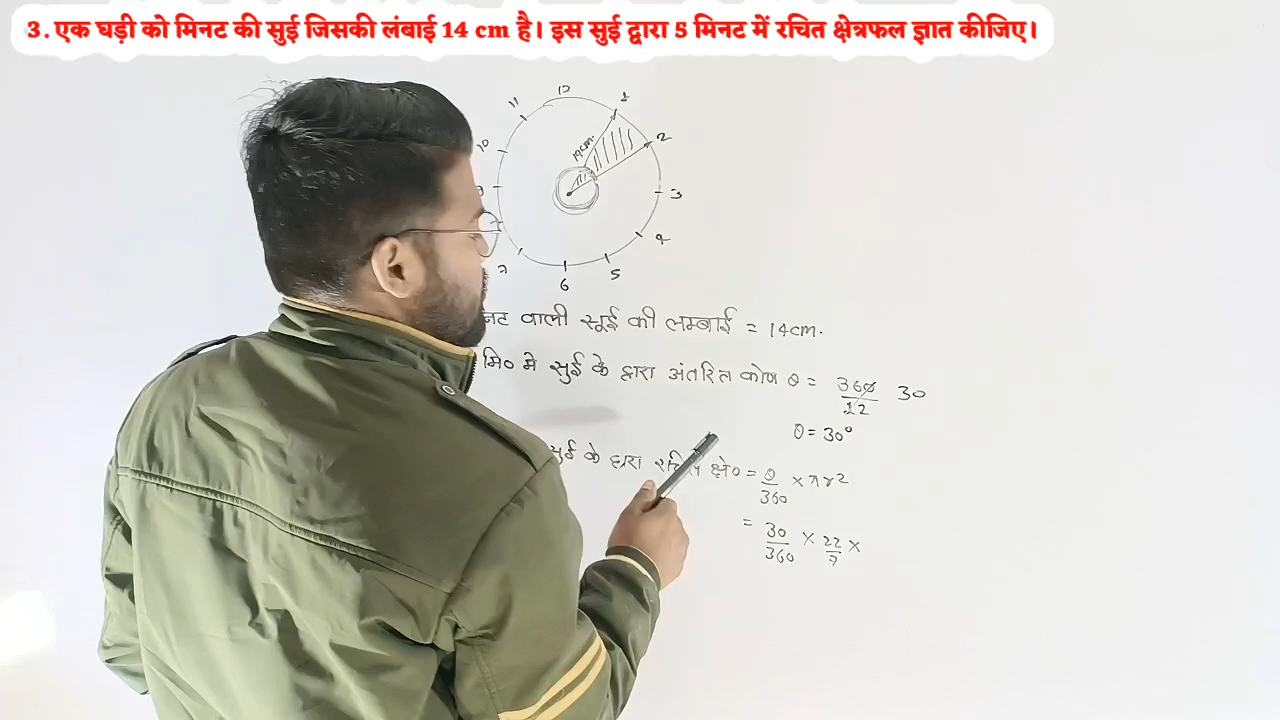 3. एक घड़ी को मिनट की सुई जिसकी लंबाई 14 cm है। इस सुई द्वारा 5 मिनट में रचित क्षेत्रफल ज्ञात कीजिए।
12
11
1
10
2
14cm.
3
4
7
5
6
वाली सूई की लम्बाई = 14cm.
मि० मे सुई के द्वारा अंतरित कोण θ = 360/12 30
θ = 30°
सुई के द्वारा रचित क्षे० = θ/360 × πr2
= 30/360 × 22/7 ×